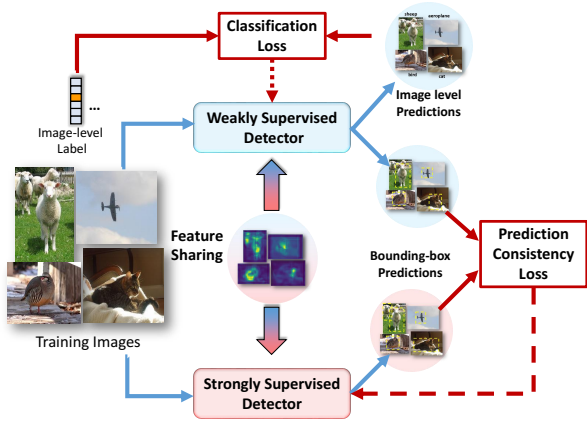 Classification
Loss
sheep
aeroplane
bird
cat
Image level
Predictions
...
Image-level
Label
Weakly Supervised
Detector
Feature
Sharing
Bounding-box
Predictions
Prediction
Consistency
Loss
Training Images
Strongly Supervised
Detector